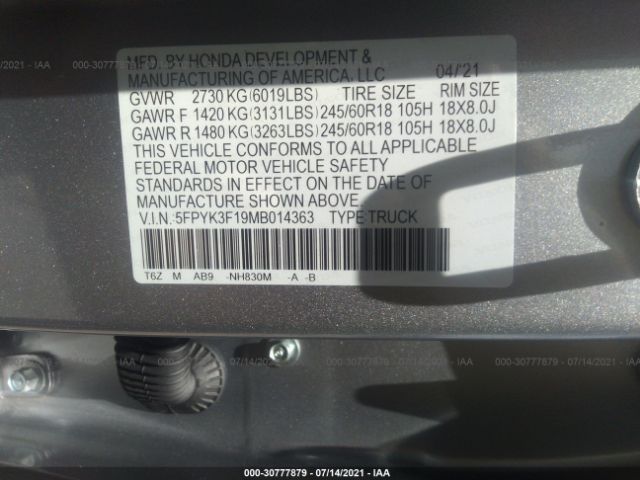 MFD. BY HONDA DEVELOPMENT &
MANUFACTURING OF AMERICA, LLC 04/'21
GVWR 2730 KG (6019LBS) TIRE SIZE RIM SIZE
GAWR F 1420 KG (3131LBS) 245/60R18 105H 18X8.0J
GAWR R 1480 KG (3263LBS) 245/60R18 105H 18X8.0J
THIS VEHICLE CONFORMS TO ALL APPLICABLE
FEDERAL MOTOR VEHICLE SAFETY
STANDARDS IN EFFECT ON THE DATE OF
MANUFACTURE SHOWN ABOVE.
V.I.N.:5FPYK3F19MB014363 TYPE:TRUCK
T6Z M AB9 -NH830M -A -B
000-30777879 - 07/14/2021 - IAA